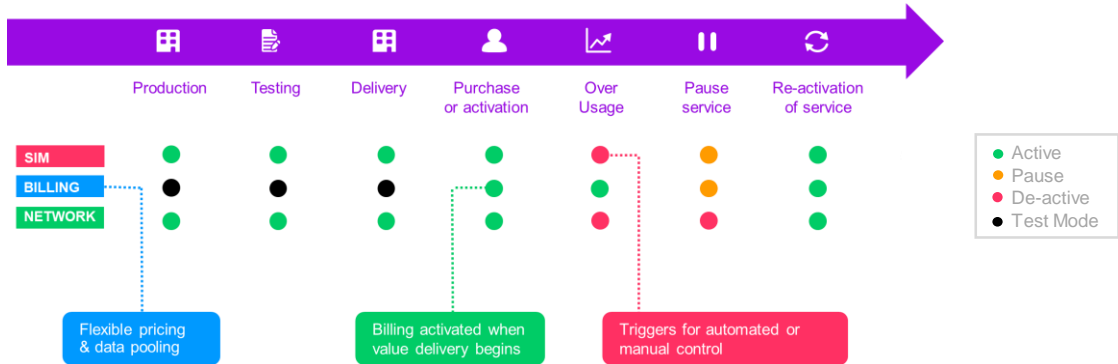 Production
Testing
Delivery
Purchase
or activation
Over
Usage
Pause
service
Re-activation
of service
SIM
BILLING
NETWORK
Active
Pause
De-active
Test Mode
Flexible pricing
& data pooling
Billing activated when
value delivery begins
Triggers for automated or
manual control